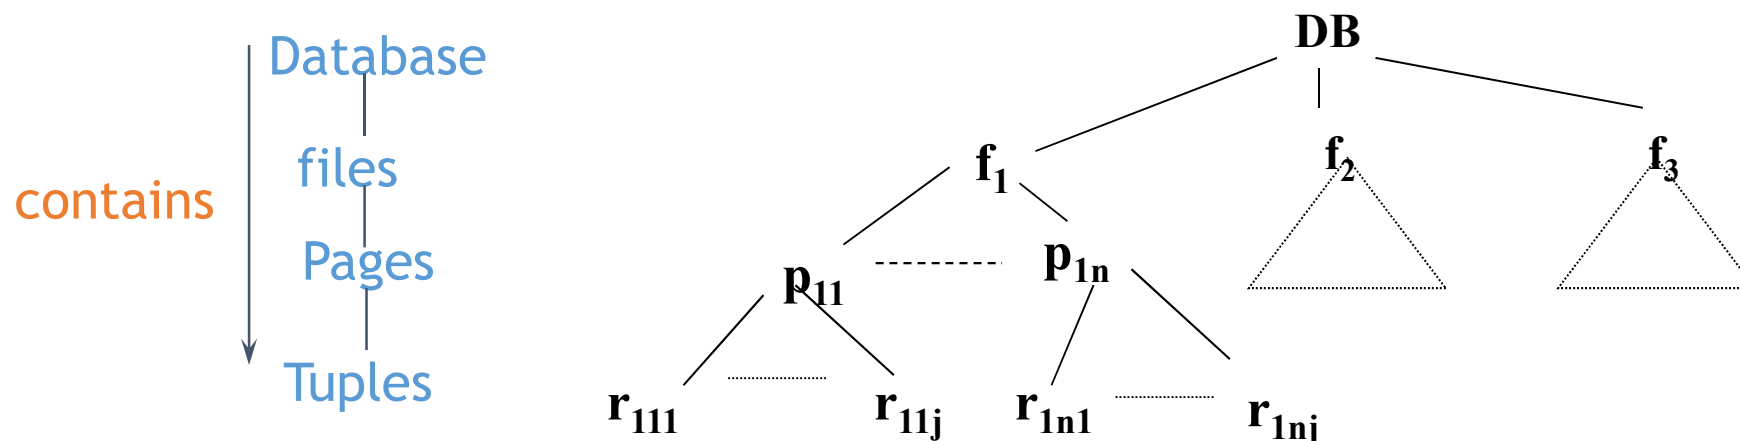 Database
files
contains
Pages
Tuples
DB
f1
f2
f3
p11
p1n
r111
r11j
r1n1
r1nj